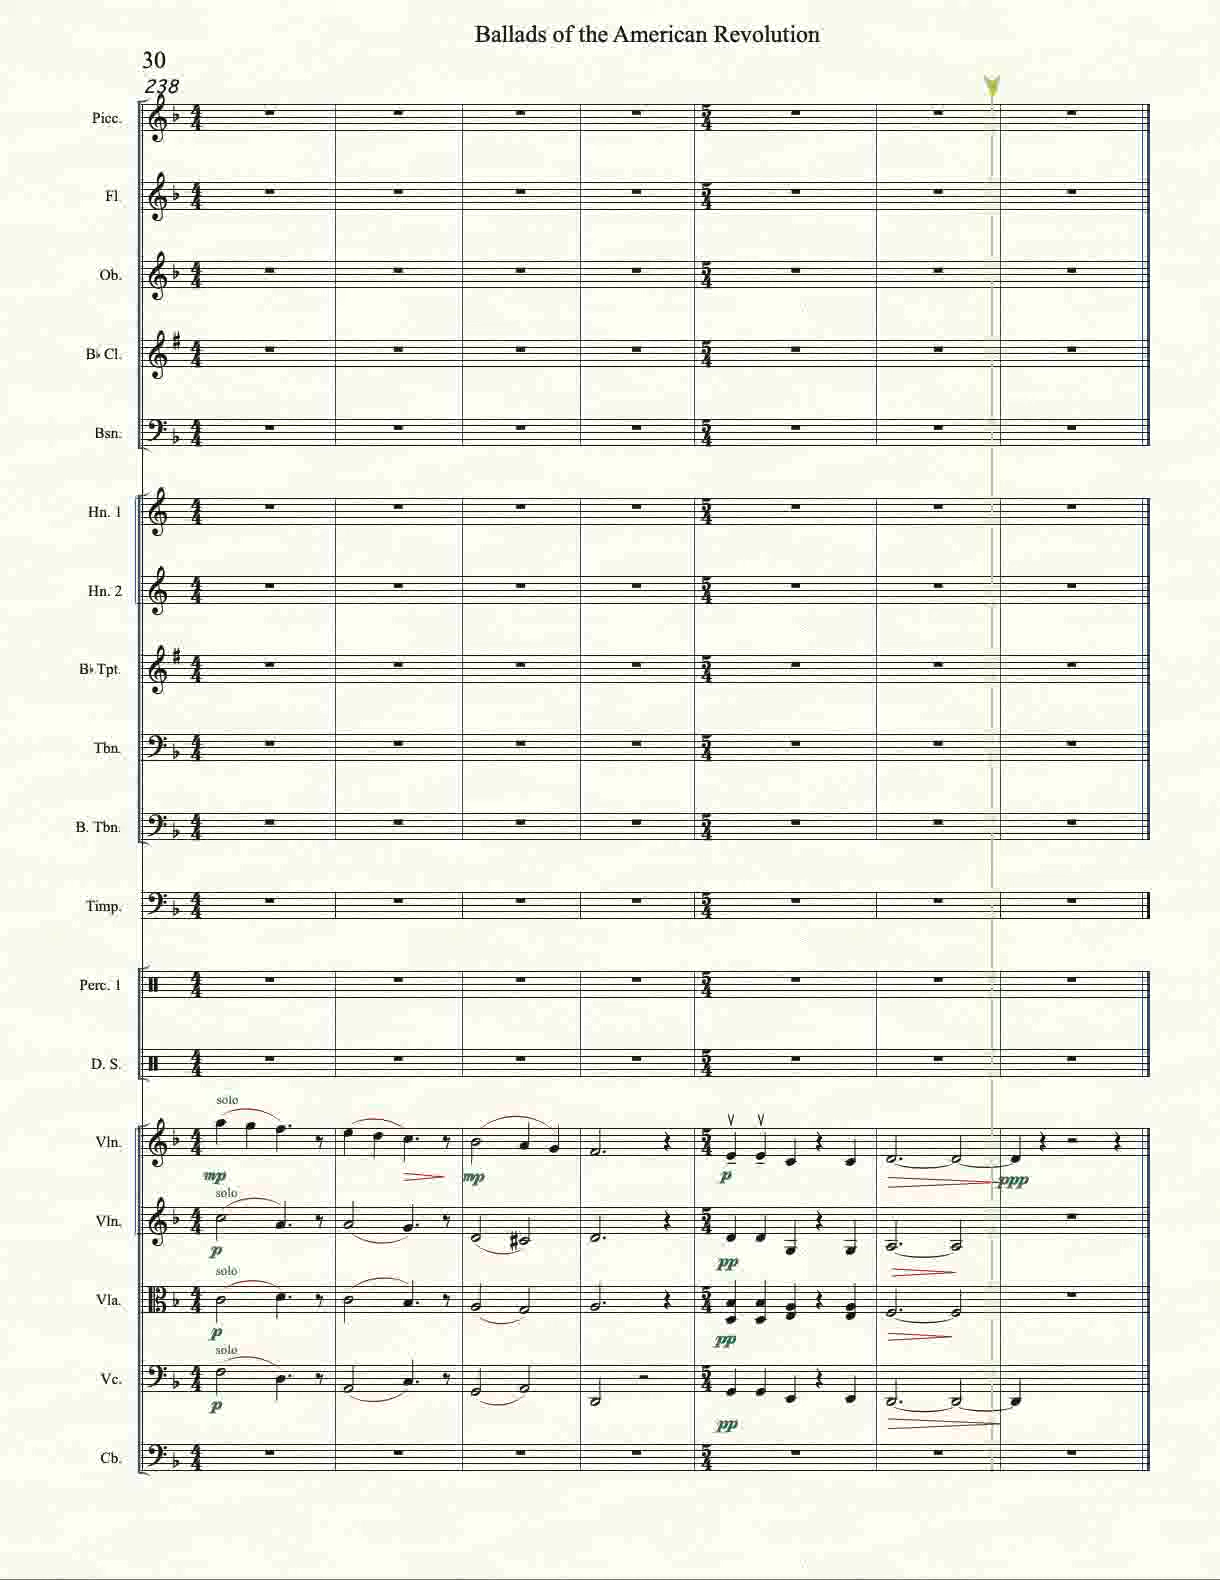 Ballads of the American Revolution
30
238
Picc.
Fl
Ob.
B♭ Cl.
Bsn.
Hn. 1
Hn. 2
B♭ Tpt.
Tbn.
B. Tbn.
Timp.
Perc. 1
D. S.
solo
Vln.
mp mp p ppp
solo
Vln.
p pp
solo
Vla.
p pp
solo
Vc.
p pp
Cb.